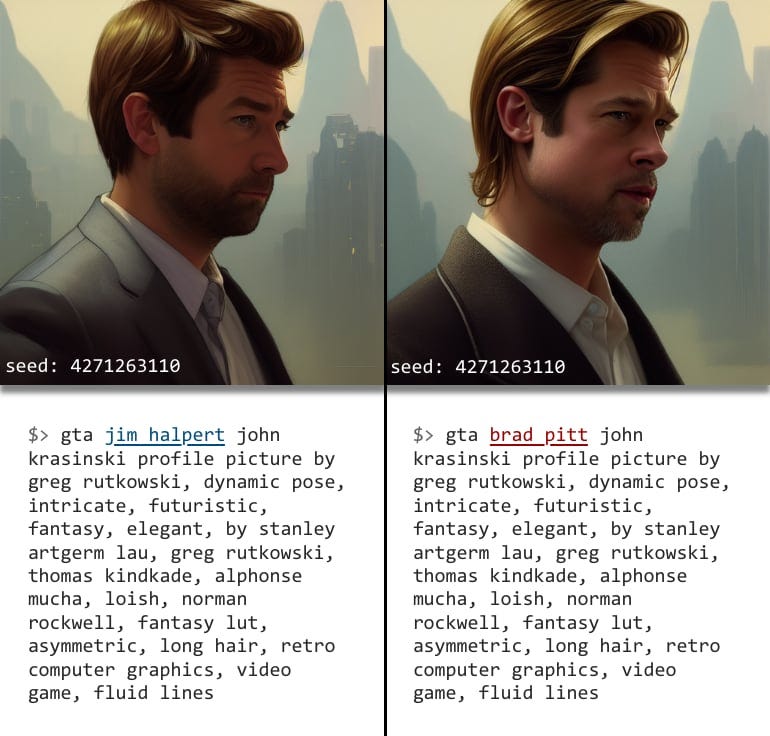 seed: 4271263110
$> gta jim halpert john
krasinski profile picture by
greg rutkowski, dynamic pose,
intricate, futuristic,
fantasy, elegant, by stanley
artgerm lau, greg rutkowski,
thomas kindkade, alphonse
mucha, loish, norman
rockwell, fantasy lut,
asymmetric, long hair, retro
computer graphics, video
game, fluid lines
seed: 4271263110
$> gta brad pitt john
krasinski profile picture by
greg rutkowski, dynamic pose,
intricate, futuristic,
fantasy, elegant, by stanley
artgerm lau, greg rutkowski,
thomas kindkade, alphonse
mucha, loish, norman
rockwell, fantasy lut,
asymmetric, long hair, retro
computer graphics, video
game, fluid lines